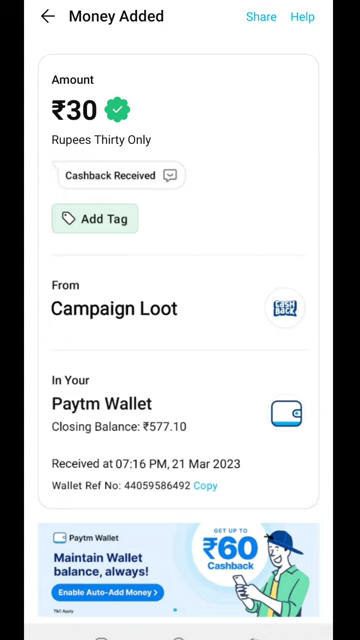 Money Added
Share Help
Amount
₹30
Rupees Thirty Only
Cashback Received
Add Tag
From
Campaign Loot
CASH BACK
In Your
Paytm Wallet
Closing Balance: ₹577.10
Received at 07:16 PM, 21 Mar 2023
Wallet Ref No: 44059586492 Copy
Paytm Wallet
Maintain Wallet
balance, always!
Enable Auto-Add Money >
T&C Apply
GET UP TO
₹60
Cashback